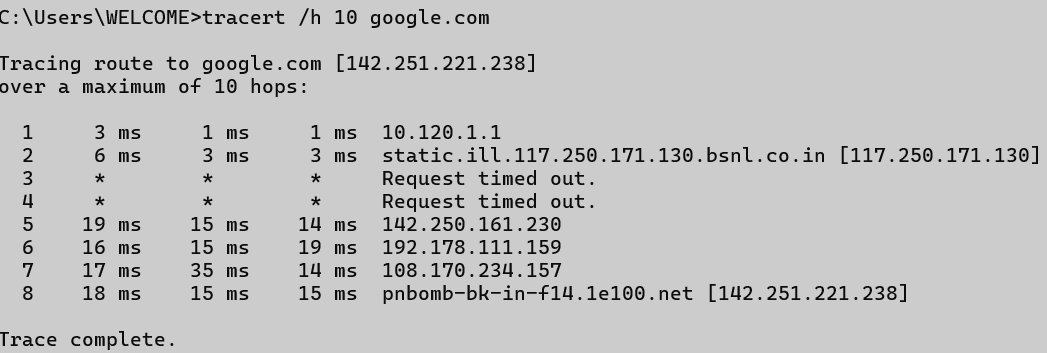 C:\Users\WELCOME>tracert /h 10 google.com
Tracing route to google.com [142.251.221.238]
over a maximum of 10 hops:
1 3 ms 1 ms 1 ms 10.120.1.1
2 6 ms 3 ms 3 ms static.ill.117.250.171.130.bsnl.co.in [117.250.171.130]
3 * * * Request timed out.
4 * * * Request timed out.
5 19 ms 15 ms 14 ms 142.250.161.230
6 16 ms 15 ms 19 ms 192.178.111.159
7 17 ms 35 ms 14 ms 108.170.234.157
8 18 ms 15 ms 15 ms pnbomb-bk-in-f14.1e100.net [142.251.221.238]
Trace complete.